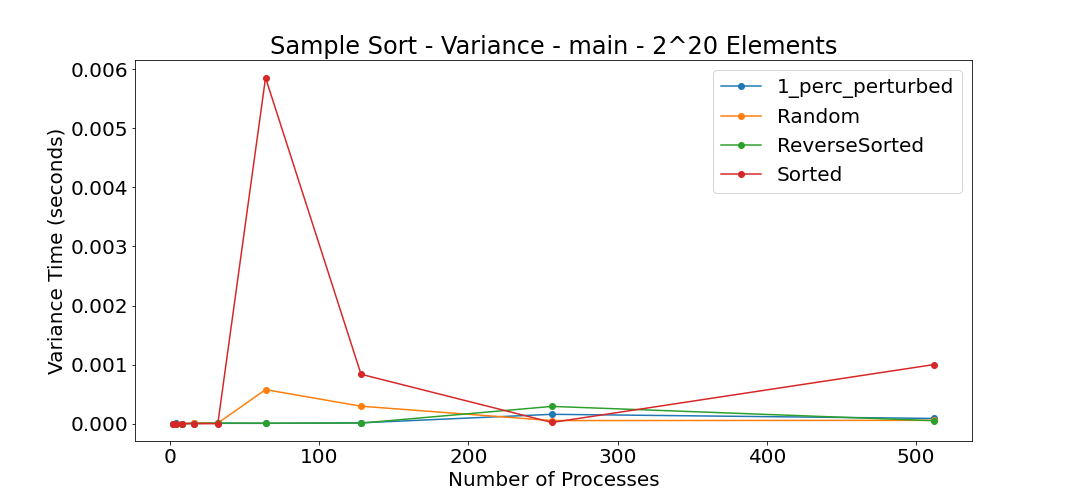 Sample Sort - Variance - main - 2^20 Elements
Variance Time (seconds)
0.006
0.005
0.004
0.003
0.002
0.001
0.000
1_perc_perturbed
Random
ReverseSorted
Sorted
0 100 200 300 400 500
Number of Processes